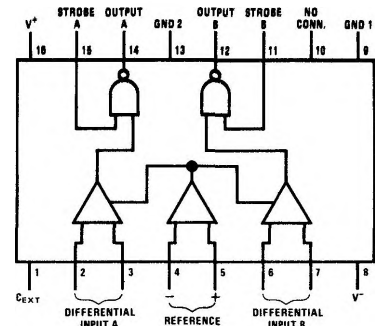 V+ STROBE A OUTPUT A GND 2 OUTPUT B STROBE B NO CONN. GND 1
16 15 14 13 12 11 10 9
1 2 3 4 5 6 7 8
CEXT DIFFERENTIAL INPUT A − REFERENCE + DIFFERENTIAL INPUT B V−